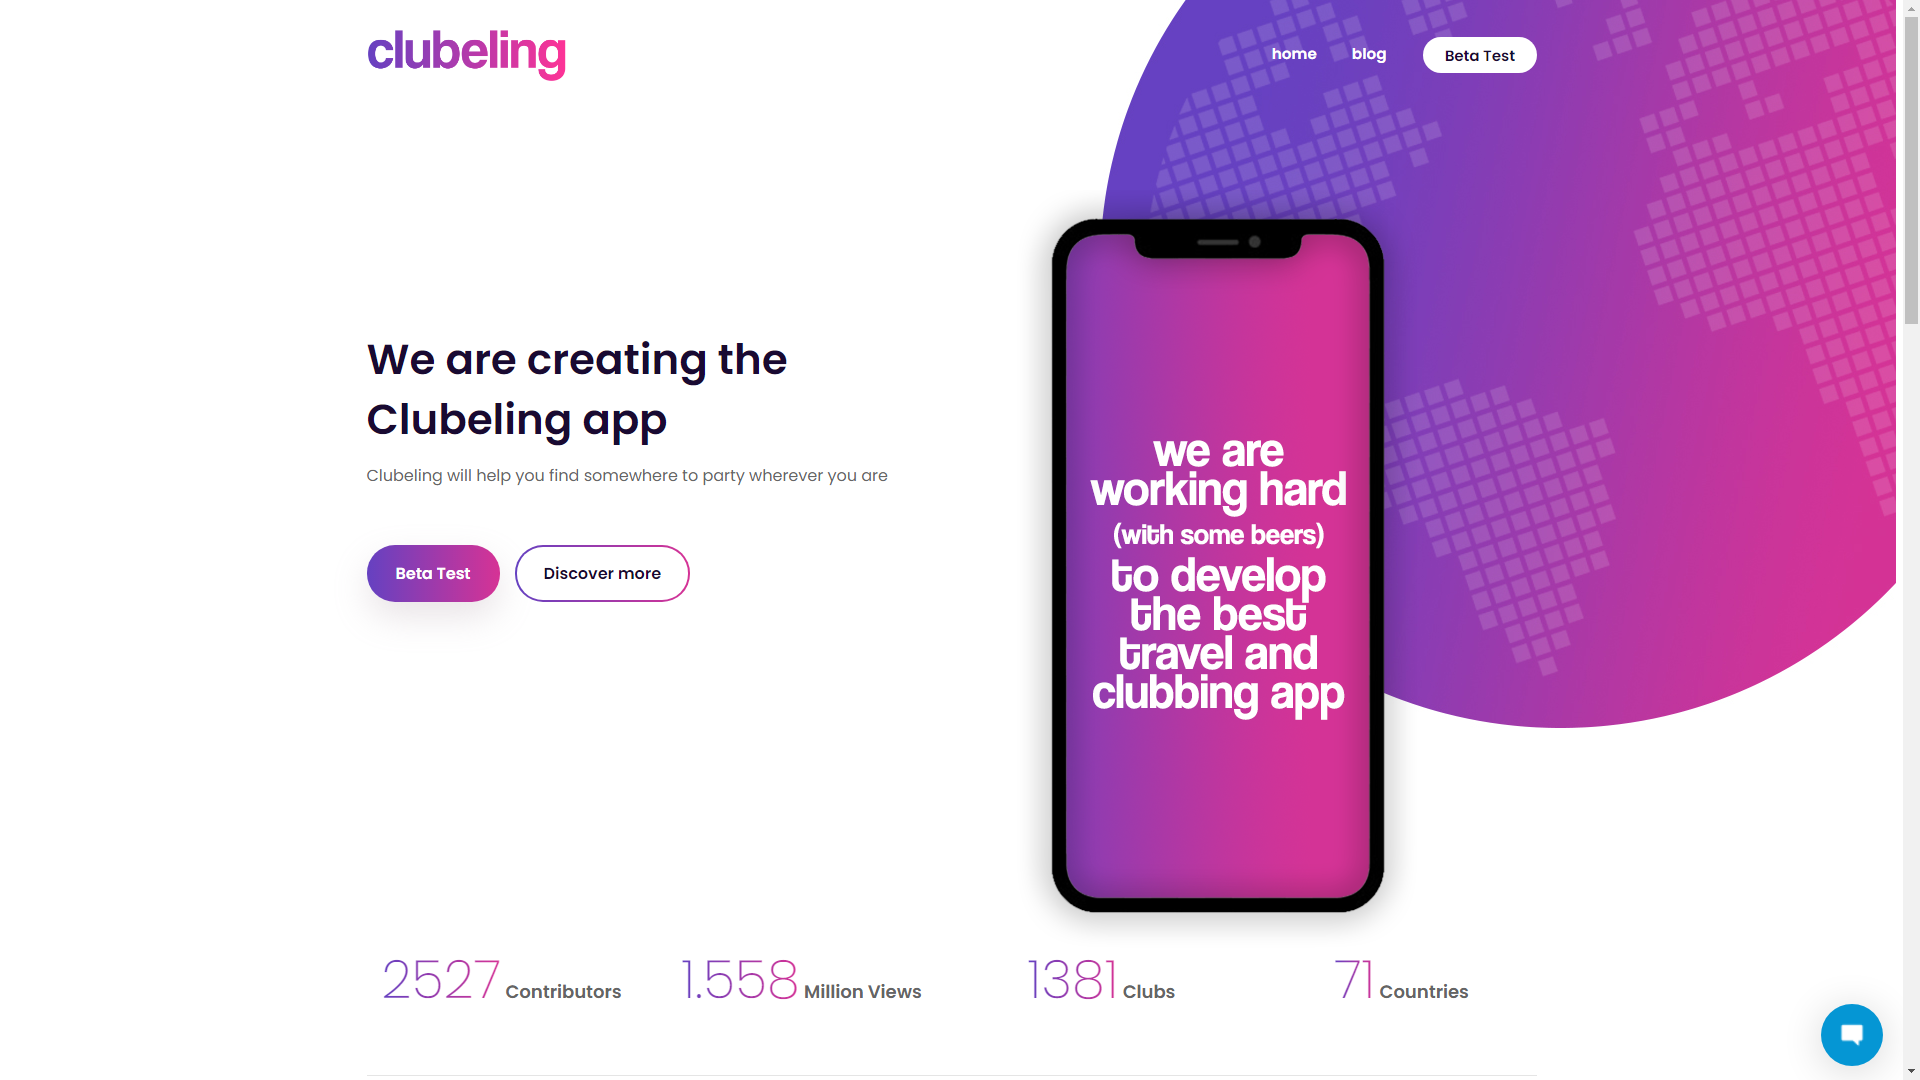 clubeling
home
blog
Beta Test
We are creating the
Clubeling app
Clubeling will help you find somewhere to party wherever you are
Beta Test
Discover more
we are
working hard
(with some beers)
to develop
the best
travel and
clubbing app
2527 Contributors
1.558 Million Views
1381 Clubs
71 Countries